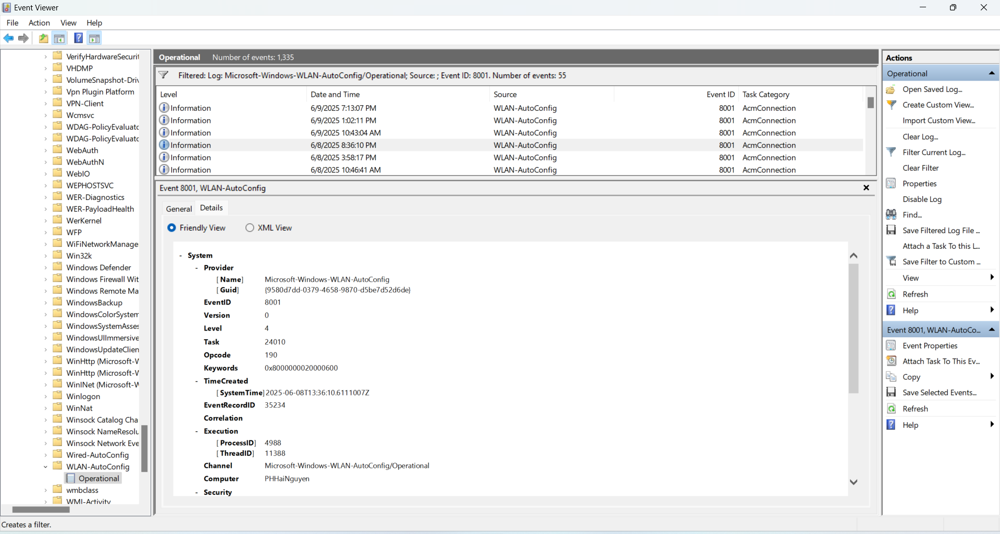 Event Viewer
File Action View Help
VerifyHardwareSecurit
VHDMP
VolumeSnapshot-Driv
Vpn Plugin Platform
VPN-Client
Wcmsvc
WDAG-PolicyEvaluatc
WDAG-PolicyEvaluatc
WebAuth
WebAuthN
WebIO
WEPHOSTSVC
WER-Diagnostics
WER-PayloadHealth
WerKernel
WFP
WiFiNetworkManage
Win32k
Windows Defender
Windows Firewall Wit
Windows Remote Ma
WindowsBackup
WindowsColorSystem
WindowsSystemAsses
WindowsUIImmersive
WindowsUpdateClien
WinHttp (Microsoft-V
WinHttp (Microsoft-V
WinINet (Microsoft-W
Winlogon
WinNat
Winsock Catalog Cha
Winsock NameResolu
Winsock Network Eve
Wired-AutoConfig
WLAN-AutoConfig
Operational
wmbclass
WMI-Activity
Operational Number of events: 1,335
Filtered: Log: Microsoft-Windows-WLAN-AutoConfig/Operational; Source: ; Event ID: 8001. Number of events: 55
Level Date and Time Source Event ID Task Category
Information 6/9/2025 7:13:07 PM WLAN-AutoConfig 8001 AcmConnection
Information 6/9/2025 1:02:11 PM WLAN-AutoConfig 8001 AcmConnection
Information 6/9/2025 10:43:04 AM WLAN-AutoConfig 8001 AcmConnection
Information 6/8/2025 8:36:10 PM WLAN-AutoConfig 8001 AcmConnection
Information 6/8/2025 3:58:17 PM WLAN-AutoConfig 8001 AcmConnection
Information 6/8/2025 10:46:41 AM WLAN-AutoConfig 8001 AcmConnection
Event 8001, WLAN-AutoConfig
General Details
Friendly View XML View
- System
- Provider
[ Name] Microsoft-Windows-WLAN-AutoConfig
[ Guid] {9580d7dd-0379-4658-9870-d5be7d52d6de}
EventID 8001
Version 0
Level 4
Task 24010
Opcode 190
Keywords 0x8000000020000600
- TimeCreated
[ SystemTime] 2025-06-08T13:36:10.6111007Z
EventRecordID 35234
Correlation
- Execution
[ ProcessID] 4988
[ ThreadID] 11388
Channel Microsoft-Windows-WLAN-AutoConfig/Operational
Computer PHHaiNguyen
- Security
Actions
Operational
Open Saved Log...
Create Custom View...
Import Custom View...
Clear Log...
Filter Current Log...
Clear Filter
Properties
Disable Log
Find...
Save Filtered Log File ...
Attach a Task To this L...
Save Filter to Custom ...
View
Refresh
Help
Event 8001, WLAN-AutoCo...
Event Properties
Attach Task To This Ev...
Copy
Save Selected Events...
Refresh
Help
Creates a filter.